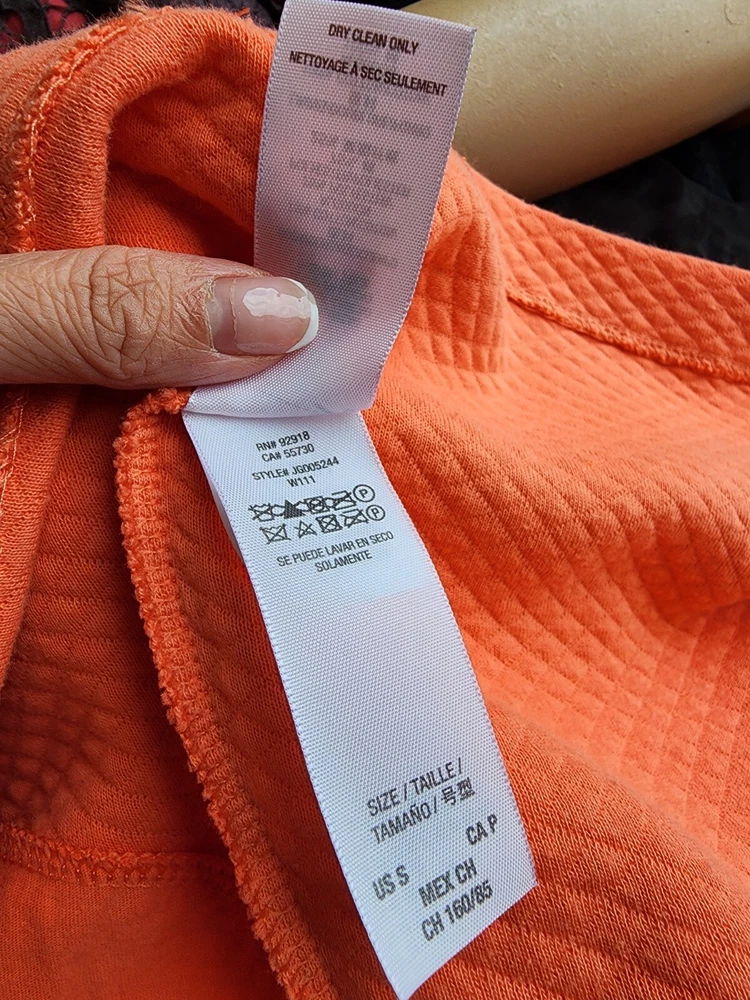 DRY CLEAN ONLY
NETTOYAGE À SEC SEULEMENT
RN# 92918
CA# 55730
STYLE# JG005244
W111
P
P
SE PUEDE LAVAR EN SECO
SOLAMENTE
SIZE / TAILLE /
TAMAÑO / 号型
US S CA P
MEX CH
CH 160/85